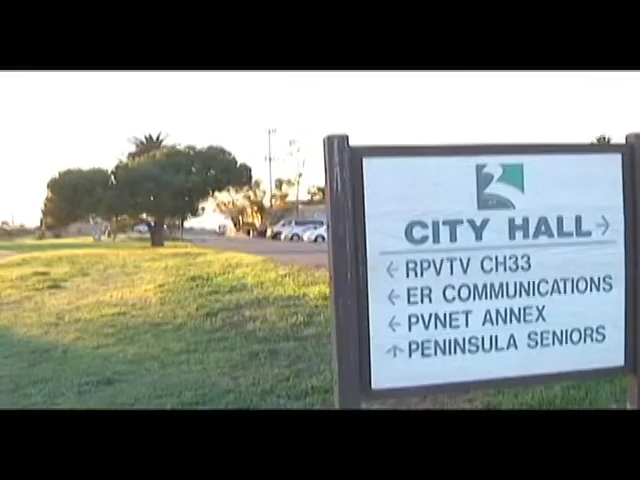 CITY HALL →
← RPVTV CH33
← ER COMMUNICATIONS
← PVNET ANNEX
↑ PENINSULA SENIORS